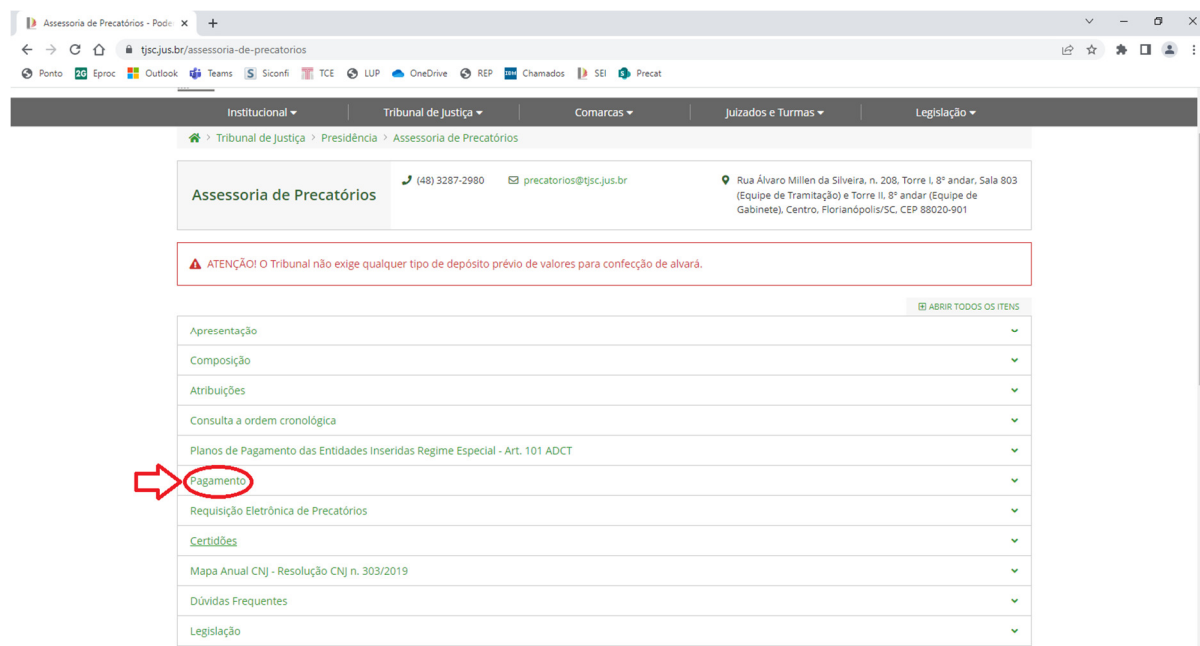 Assessoria de Precatórios - Pode
tjsc.jus.br/assessoria-de-precatorios
Ponto 2G Eproc Outlook Teams S Siconfi TCE LUP OneDrive REP IBM Chamados SEI Precat
Institucional Tribunal de Justiça Comarcas Juizados e Turmas Legislação
> Tribunal de Justiça > Presidência > Assessoria de Precatórios
Assessoria de Precatórios
(48) 3287-2980
precatorios@tjsc.jus.br
Rua Álvaro Millen da Silveira, n. 208, Torre I, 8º andar, Sala 803
(Equipe de Tramitação) e Torre II, 8º andar (Equipe de
Gabinete), Centro, Florianópolis/SC, CEP 88020-901
ATENÇÃO! O Tribunal não exige qualquer tipo de depósito prévio de valores para confecção de alvará.
ABRIR TODOS OS ITENS
Apresentação
Composição
Atribuições
Consulta a ordem cronológica
Planos de Pagamento das Entidades Inseridas Regime Especial - Art. 101 ADCT
Pagamento
Requisição Eletrônica de Precatórios
Certidões
Mapa Anual CNJ - Resolução CNJ n. 303/2019
Dúvidas Frequentes
Legislação